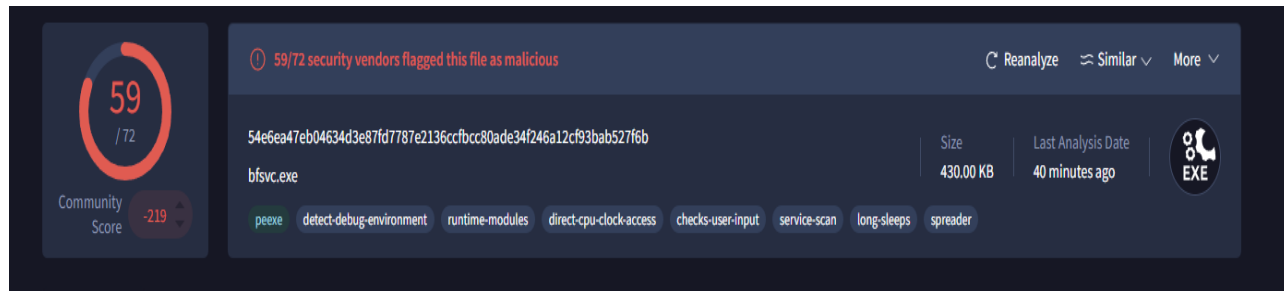 59
/ 72
Community
Score
-219
59/72 security vendors flagged this file as malicious
Reanalyze
Similar
More
54e6ea47eb04634d3e87fd7787e2136ccfbcc80ade34f246a12cf93bab527f6b
bfsvc.exe
Size
430.00 KB
Last Analysis Date
40 minutes ago
EXE
peexe
detect-debug-environment
runtime-modules
direct-cpu-clock-access
checks-user-input
service-scan
long-sleeps
spreader